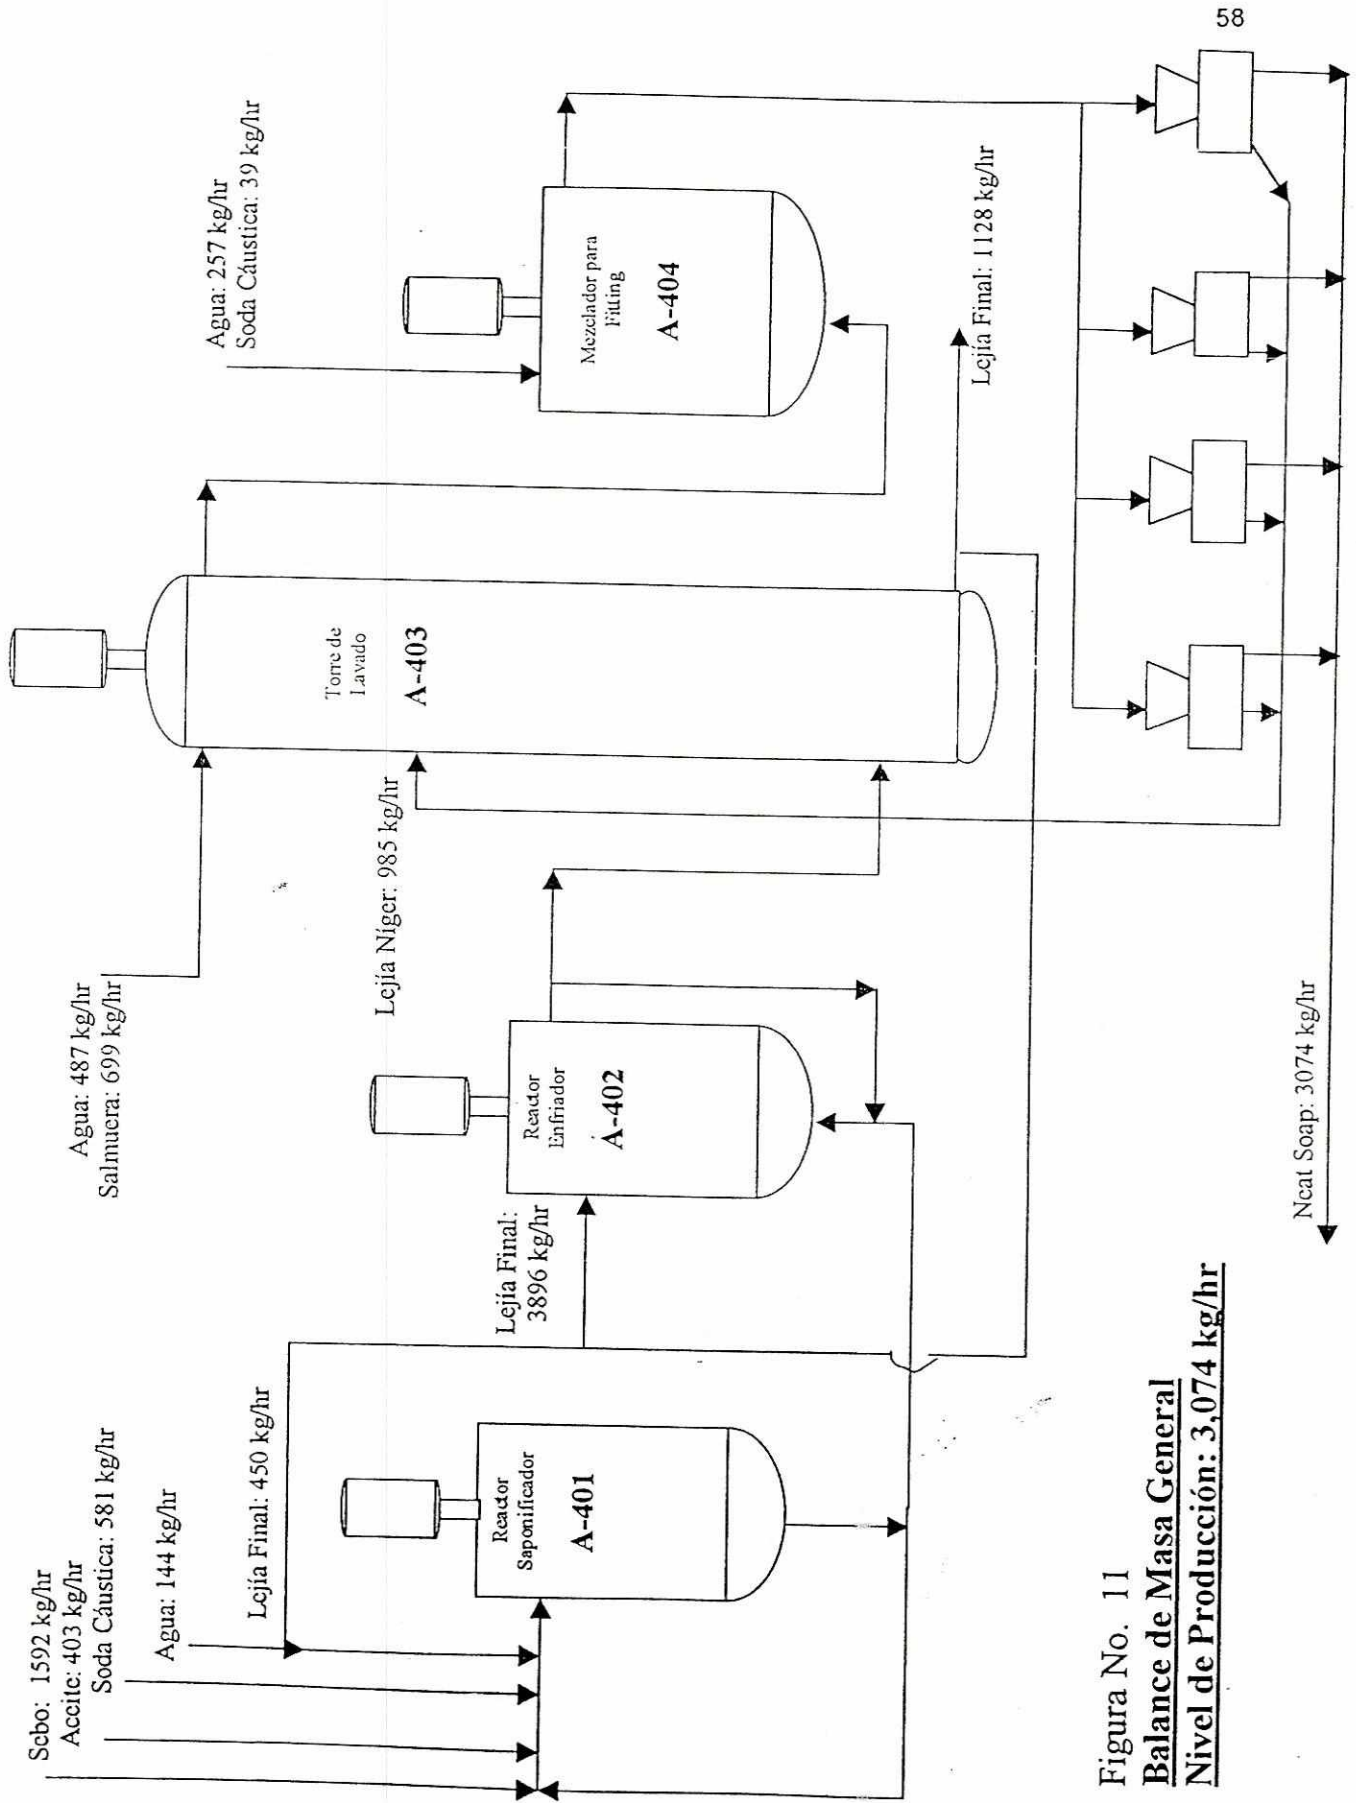 58
Sebo: 1592 kg/hr
Aceite: 403 kg/hr
Soda Cáustica: 581 kg/hr
Agua: 144 kg/hr
Lejía Final: 450 kg/hr
Reactor
Saponificador
A-401
Lejía Final:
3896 kg/hr
Reactor
Enfriador
A-402
Agua: 487 kg/hr
Salmuera: 699 kg/hr
Lejía Níger: 985 kg/hr
Torre de
Lavado
A-403
Agua: 257 kg/hr
Soda Cáustica: 39 kg/hr
Mezclador para
Fitting
A-404
Lejía Final: 1128 kg/hr
Neat Soap: 3074 kg/hr
Figura No. 11
Balance de Masa General
Nivel de Producción: 3,074 kg/hr